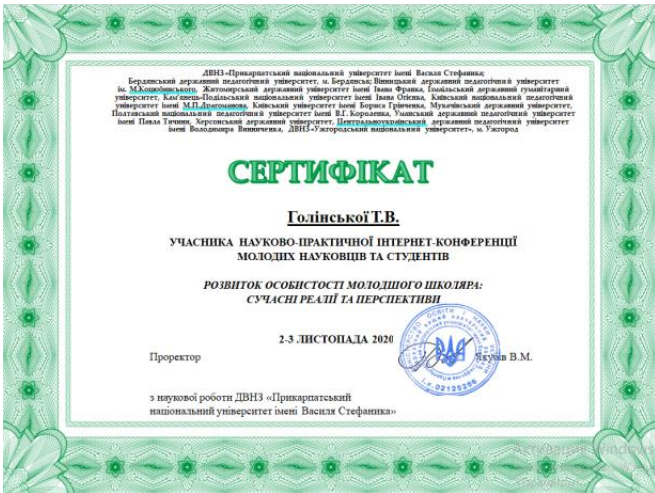 ДВНЗ «Прикарпатський національний університет імені Василя Стефаника;
Бердянський державний педагогічний університет, м. Бердянськ; Вінницький державний педагогічний університет
ім. М.Коцюбинського, Житомирський державний університет імені Івана Франка, Ізмаїльський державний гуманітарний
університет, Кам'янець-Подільський національний університет імені Івана Огієнка, Київський національний педагогічний
університет імені М.П.Драгоманова, Київський університет імені Бориса Грінченка, Мукачівський державний університет,
Полтавський національний педагогічний університет імені В.Г. Короленка, Уманський державний педагогічний університет
імені Павла Тичини, Херсонський державний університет, Центральноукраїнський державний педагогічний університет
імені Володимира Винниченка, ДВНЗ «Ужгородський національний університет», м. Ужгород
СЕРТИФІКАТ
Голінської Т.В.
УЧАСНИКА НАУКОВО-ПРАКТИЧНОЇ ІНТЕРНЕТ-КОНФЕРЕНЦІЇ
МОЛОДИХ НАУКОВЦІВ ТА СТУДЕНТІВ
РОЗВИТОК ОСОБИСТОСТІ МОЛОДШОГО ШКОЛЯРА:
СУЧАСНІ РЕАЛІЇ ТА ПЕРСПЕКТИВИ
2-3 ЛИСТОПАДА 2020
Проректор Якубів В.М.
02125266
з наукової роботи ДВНЗ «Прикарпатський
національний університет імені Василя Стефаника»